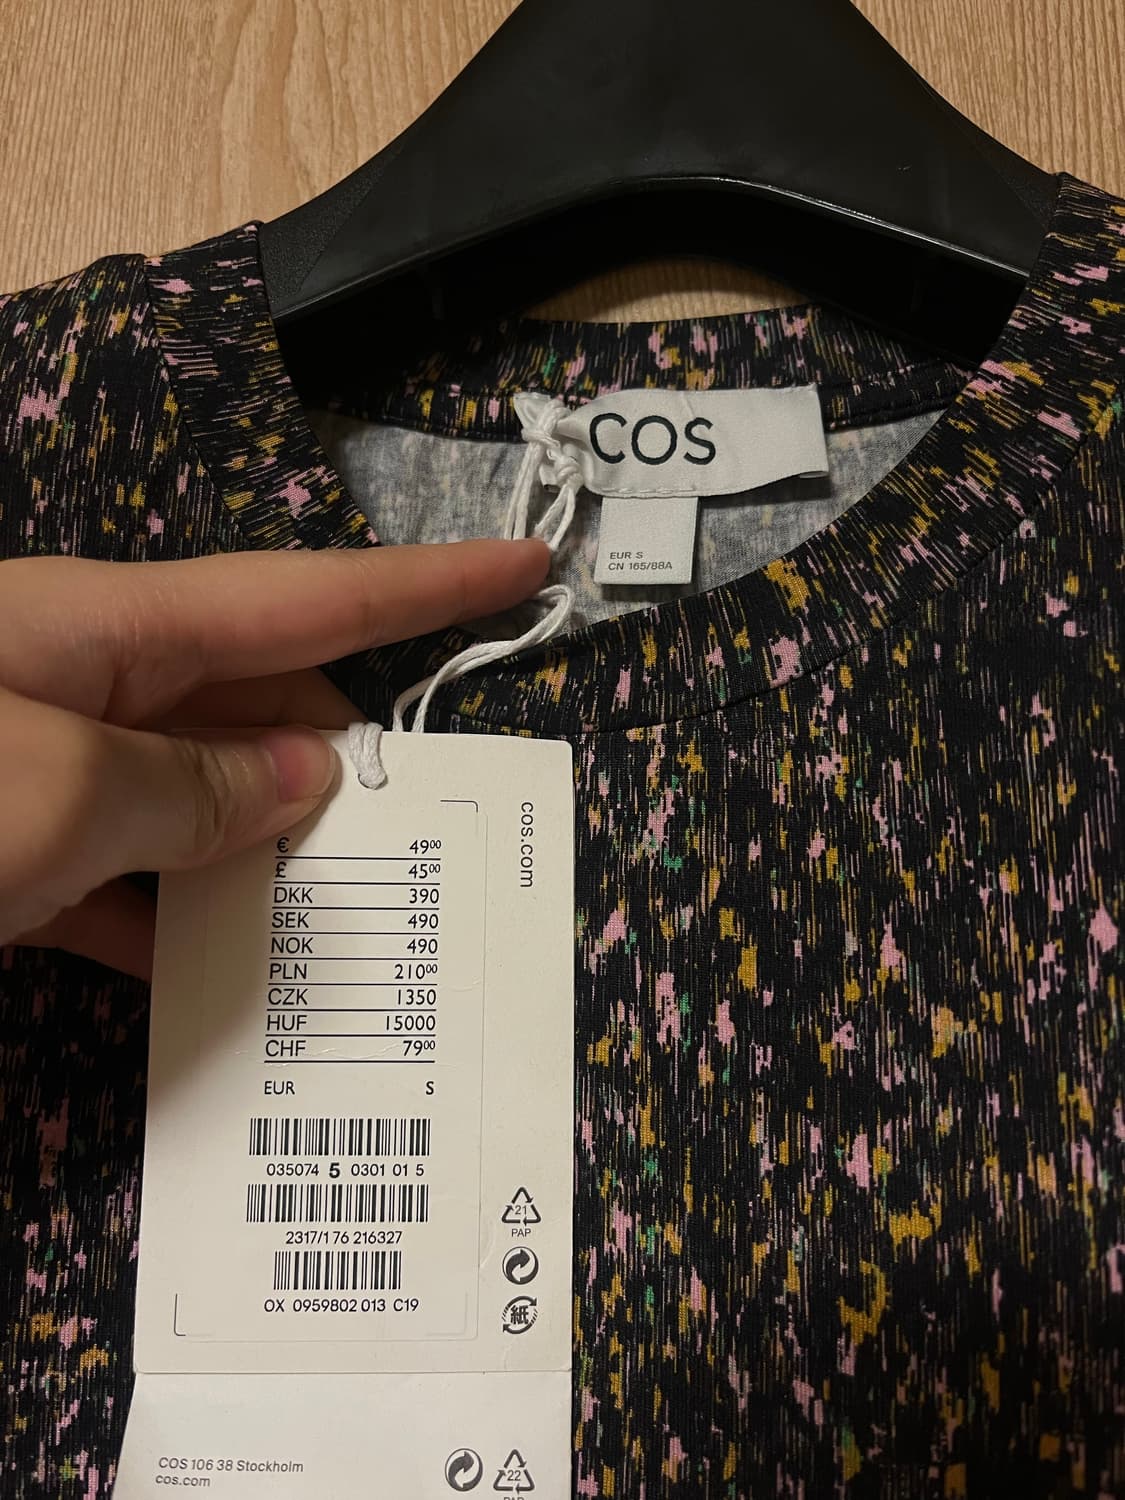 COS
EUR S
CN 165/88A
cos.com
€ 49⁰⁰
£ 45⁰⁰
DKK 390
SEK 490
NOK 490
PLN 210⁰⁰
CZK 1350
HUF 15000
CHF 79⁰⁰
EUR S
035074 5 0301 01 5
2317/176 216327
OX 0959802 013 C19
21
PAP
紙
COS 106 38 Stockholm
cos.com
22
PAP